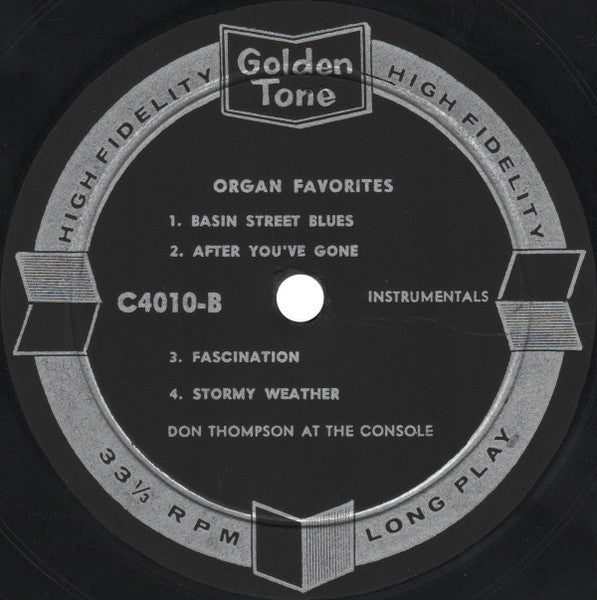 Golden
Tone
HIGH FIDELITY
HIGH FIDELITY
ORGAN FAVORITES
1. BASIN STREET BLUES
2. AFTER YOU'VE GONE
C4010-B
INSTRUMENTALS
3. FASCINATION
4. STORMY WEATHER
DON THOMPSON AT THE CONSOLE
33⅓ RPM
LONG PLAY